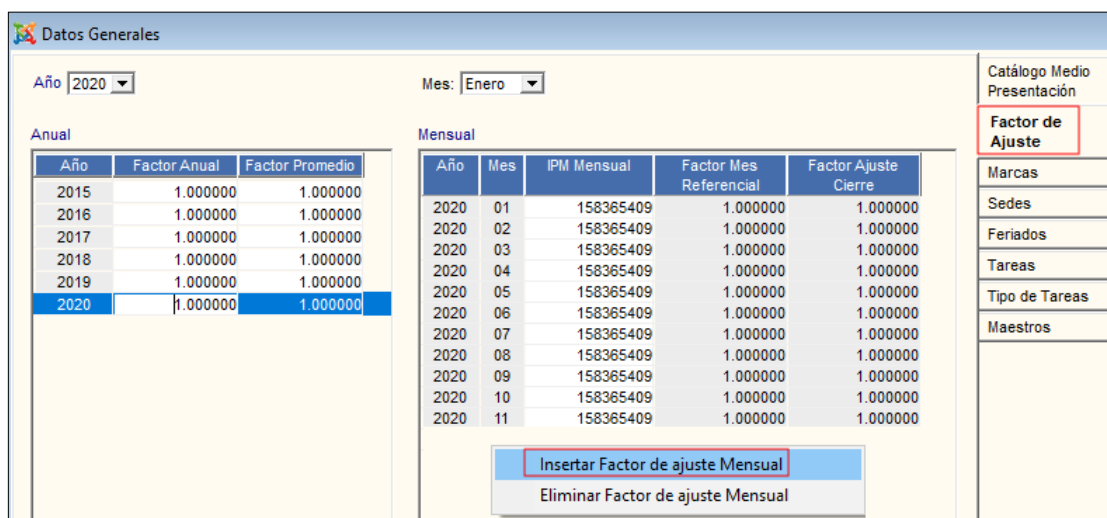 Datos Generales
Año 2020
Mes: Enero
Anual
Año Factor Anual Factor Promedio
2015 1.000000 1.000000
2016 1.000000 1.000000
2017 1.000000 1.000000
2018 1.000000 1.000000
2019 1.000000 1.000000
2020 1.000000 1.000000
Mensual
Año Mes IPM Mensual Factor Mes Factor Ajuste
Referencial Cierre
2020 01 158365409 1.000000 1.000000
2020 02 158365409 1.000000 1.000000
2020 03 158365409 1.000000 1.000000
2020 04 158365409 1.000000 1.000000
2020 05 158365409 1.000000 1.000000
2020 06 158365409 1.000000 1.000000
2020 07 158365409 1.000000 1.000000
2020 08 158365409 1.000000 1.000000
2020 09 158365409 1.000000 1.000000
2020 10 158365409 1.000000 1.000000
2020 11 158365409 1.000000 1.000000
Insertar Factor de ajuste Mensual
Eliminar Factor de ajuste Mensual
Catálogo Medio
Presentación
Factor de
Ajuste
Marcas
Sedes
Feriados
Tareas
Tipo de Tareas
Maestros